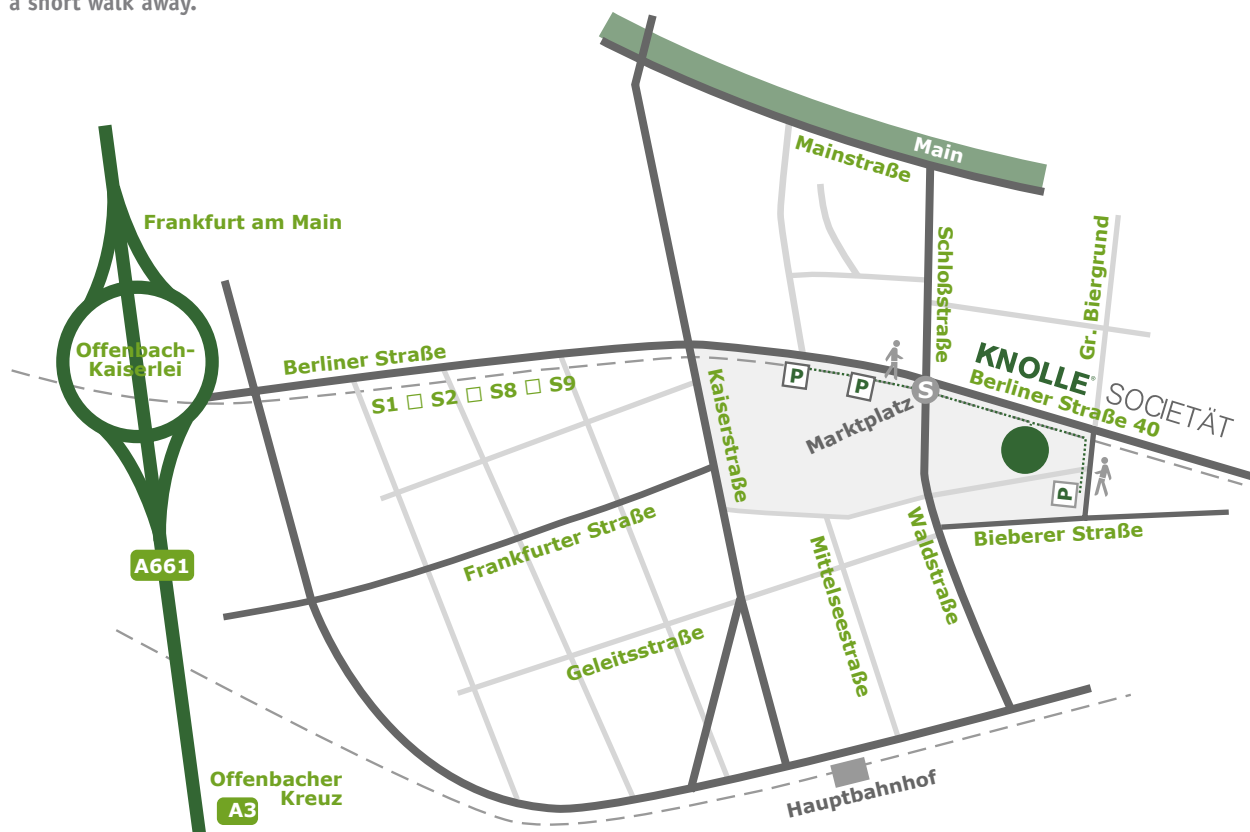 a short walk away.
Main
Mainstraße
Frankfurt am Main
Schloßstraße
Gr. Biergrund
Offenbach-
Kaiserlei
Berliner Straße
S1 □ S2 □ S8 □ S9
P
P
S
KNOLLE®
SOCIETÄT
Berliner Straße 40
Kaiserstraße
Marktplatz
P
Frankfurter Straße
Waldstraße
Bieberer Straße
A661
Mittelseestraße
Geleitsstraße
Offenbacher
Kreuz
A3
Hauptbahnhof